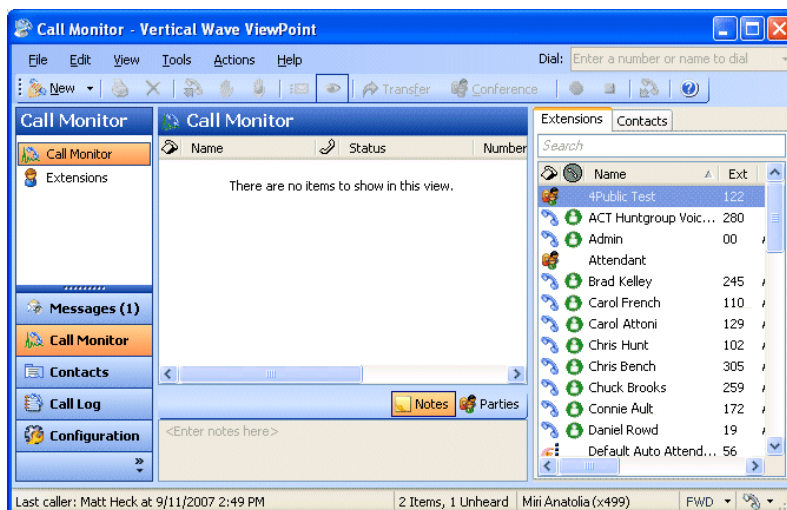 Call Monitor - Vertical Wave ViewPoint
File Edit View Tools Actions Help
Dial: Enter a number or name to dial
New Transfer Conference
Call Monitor
Call Monitor
Extensions
Messages (1)
Call Monitor
Contacts
Call Log
Configuration
Call Monitor
Name Status Number
There are no items to show in this view.
Notes Parties
<Enter notes here>
Extensions Contacts
Search
Name Ext
4Public Test 122
ACT Huntgroup Voic... 280
Admin 00
Attendant
Brad Kelley 245
Carol French 110
Carol Attoni 129
Chris Hunt 102
Chris Bench 305
Chuck Brooks 259
Connie Ault 172
Daniel Rowd 19
Default Auto Attend... 56
Last caller: Matt Heck at 9/11/2007 2:49 PM
2 Items, 1 Unheard
Miri Anatolia (x499)
FWD